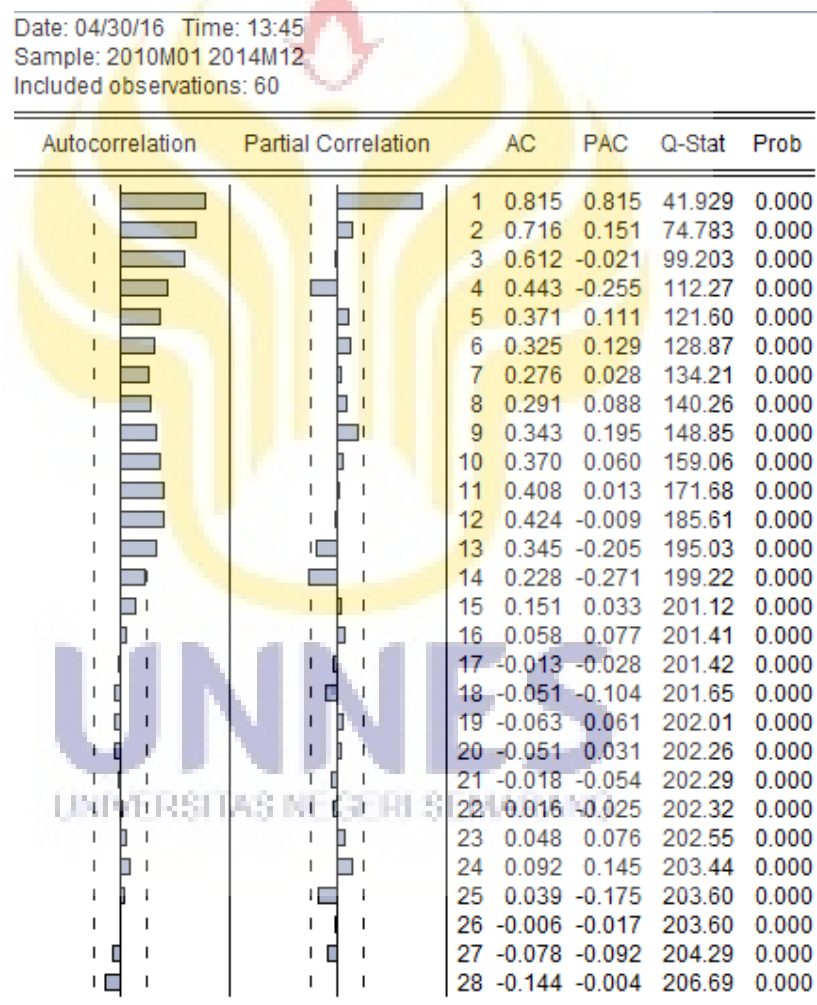 Date: 04/30/16 Time: 13:45
Sample: 2010M01 2014M12
Included observations: 60
Autocorrelation Partial Correlation AC PAC Q-Stat Prob
1 0.815 0.815 41.929 0.000
2 0.716 0.151 74.783 0.000
3 0.612 -0.021 99.203 0.000
4 0.443 -0.255 112.27 0.000
5 0.371 0.111 121.60 0.000
6 0.325 0.129 128.87 0.000
7 0.276 0.028 134.21 0.000
8 0.291 0.088 140.26 0.000
9 0.343 0.195 148.85 0.000
10 0.370 0.060 159.06 0.000
11 0.408 0.013 171.68 0.000
12 0.424 -0.009 185.61 0.000
13 0.345 -0.205 195.03 0.000
14 0.228 -0.271 199.22 0.000
15 0.151 0.033 201.12 0.000
16 0.058 0.077 201.41 0.000
17 -0.013 -0.028 201.42 0.000
18 -0.051 -0.104 201.65 0.000
19 -0.063 0.061 202.01 0.000
20 -0.051 0.031 202.26 0.000
21 -0.018 -0.054 202.29 0.000
22 0.016 -0.025 202.32 0.000
23 0.048 0.076 202.55 0.000
24 0.092 0.145 203.44 0.000
25 0.039 -0.175 203.60 0.000
26 -0.006 -0.017 203.60 0.000
27 -0.078 -0.092 204.29 0.000
28 -0.144 -0.004 206.69 0.000
UNNES
UNIVERSITAS NEGERI SEMARANG